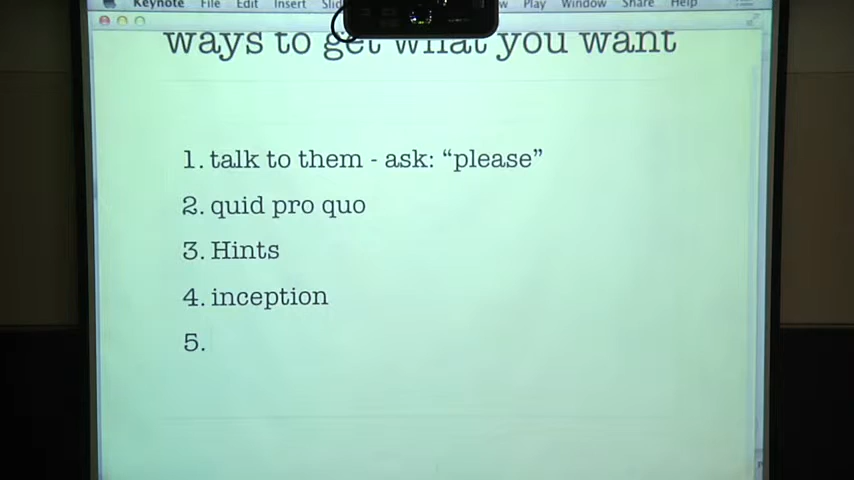 Keynote File Edit Insert Play Window Share Help
ways to get what you want
1. talk to them - ask: “please”
2. quid pro quo
3. Hints
4. inception
5.